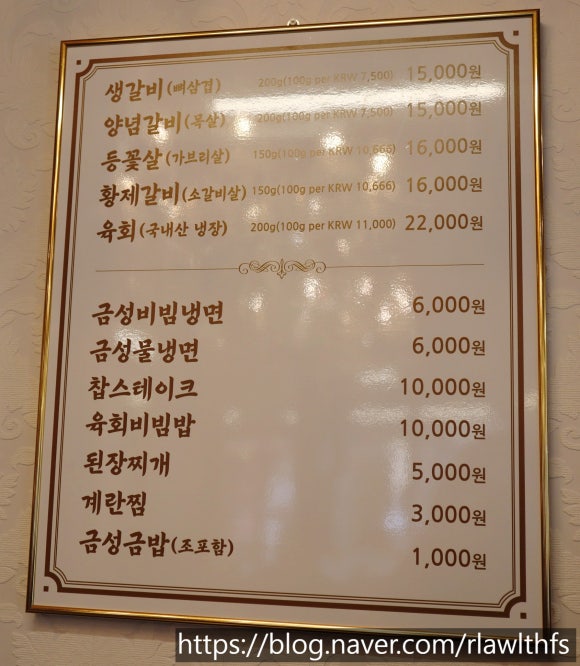 생갈비(뼈삼겹) 200g(100g per KRW 7,500) 15,000원
양념갈비(목살) 200g(100g per KRW 7,500) 15,000원
등꽃살(가브리살) 150g(100g per KRW 10,666) 16,000원
황제갈비(소갈비살) 150g(100g per KRW 10,666) 16,000원
육회(국내산 냉장) 200g(100g per KRW 11,000) 22,000원
금성비빔냉면 6,000원
금성물냉면 6,000원
찹스테이크 10,000원
육회비빔밥 10,000원
된장찌개 5,000원
계란찜 3,000원
금성금밥(조포함) 1,000원
https://blog.naver.com/rlawlthfs